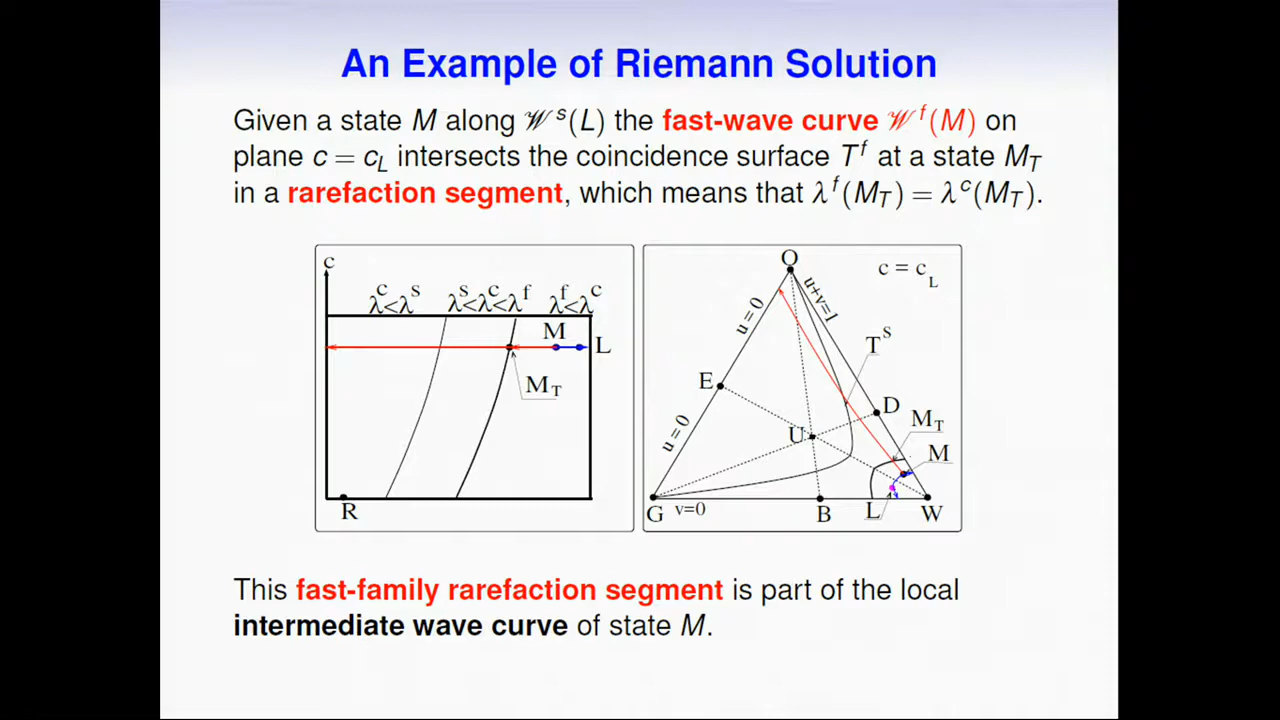 An Example of Riemann Solution
Given a state M along 𝒲ˢ(L) the fast-wave curve 𝒲ᶠ(M) on
plane c = c_L intersects the coincidence surface Tᶠ at a state M_T
in a rarefaction segment, which means that λᶠ(M_T) = λᶜ(M_T).
c
λᶜ<λˢ λˢ<λᶜ<λᶠ λᶠ<λᶜ
M
L
M_T
R
O
c = c_L
u+v=1
u = 0
Tˢ
E
D
M_T
u = 0
U
M
G v=0
B
L
W
This fast-family rarefaction segment is part of the local
intermediate wave curve of state M.